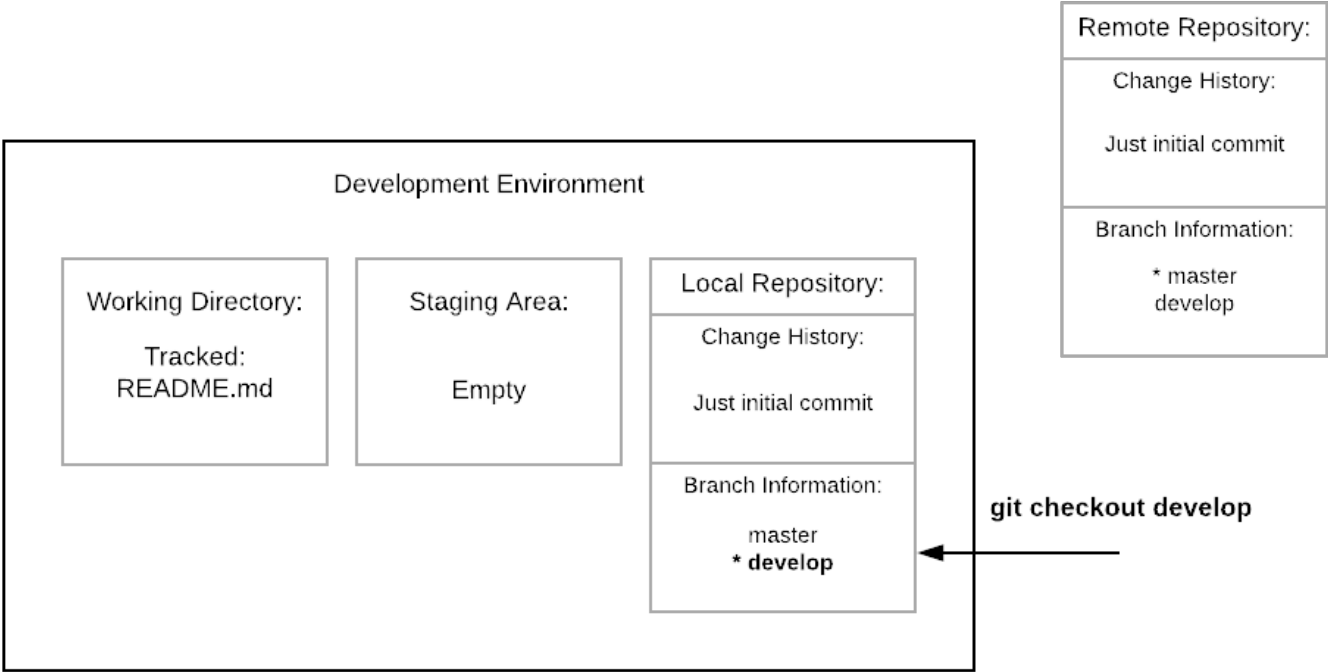 Remote Repository:
Change History:
Just initial commit
Branch Information:
* master
develop
Development Environment
Working Directory:
Tracked:
README.md
Staging Area:
Empty
Local Repository:
Change History:
Just initial commit
Branch Information:
master
* develop
git checkout develop